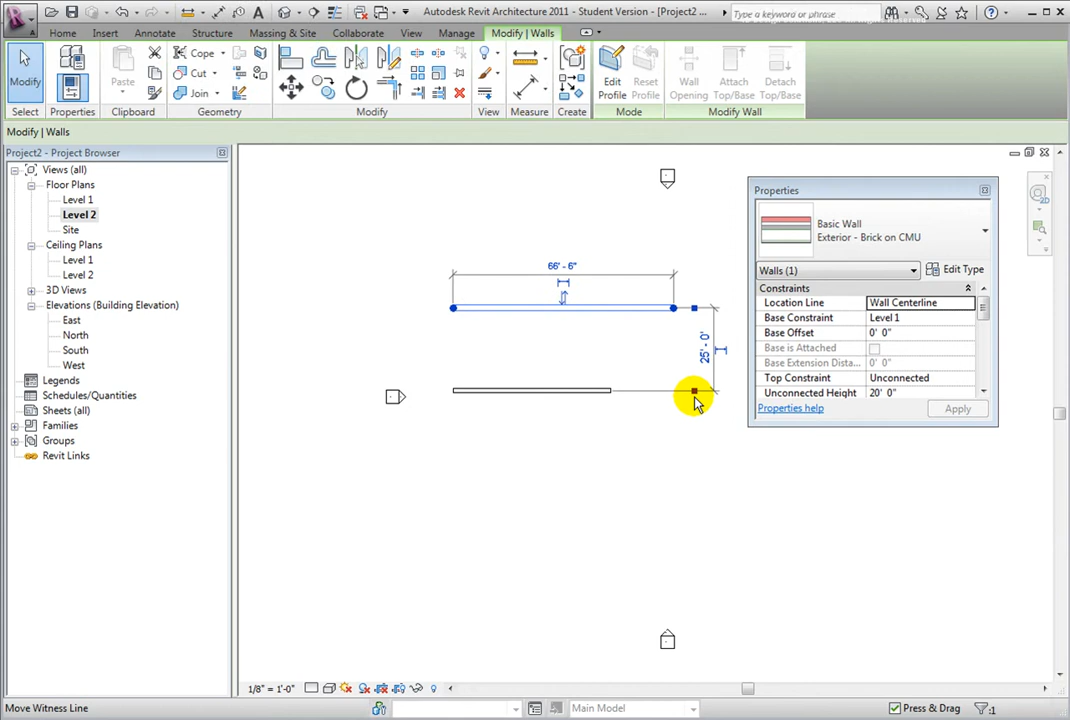 Autodesk Revit Architecture 2011 - Student Version - [Project2 ...
Type a keyword or phrase
Home Insert Annotate Structure Massing & Site Collaborate View Manage Modify | Walls
Modify
Paste
Cope
Cut
Join
Edit Profile
Reset Profile
Wall Opening
Attach Top/Base
Detach Top/Base
Select Properties Clipboard Geometry Modify View Measure Create Mode Modify Wall
Modify | Walls
Project2 - Project Browser
Views (all)
Floor Plans
Level 1
Level 2
Site
Ceiling Plans
Level 1
Level 2
3D Views
Elevations (Building Elevation)
East
North
South
West
Legends
Schedules/Quantities
Sheets (all)
Families
Groups
Revit Links
66' - 6"
25' - 0'
2D
Properties
Basic Wall
Exterior - Brick on CMU
Walls (1)
Edit Type
Constraints
Location Line Wall Centerline
Base Constraint Level 1
Base Offset 0' 0"
Base is Attached
Base Extension Dista... 0' 0"
Top Constraint Unconnected
Unconnected Height 20' 0"
Properties help
Apply
1/8" = 1'-0"
Move Witness Line
Main Model
Press & Drag
:1